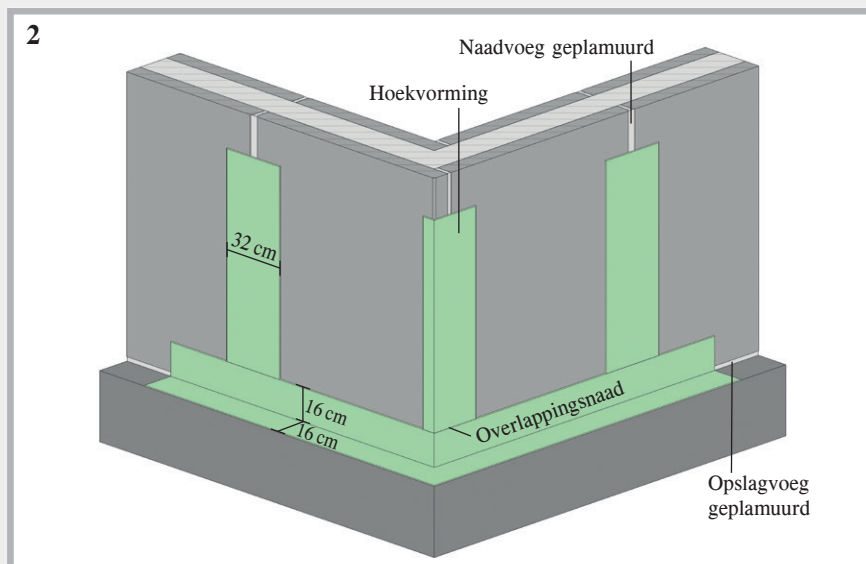 2
Naadvoeg geplamuurd
Hoekvorming
32 cm
16 cm
16 cm
Overlappingsnaad
Opslagvoeg
geplamuurd